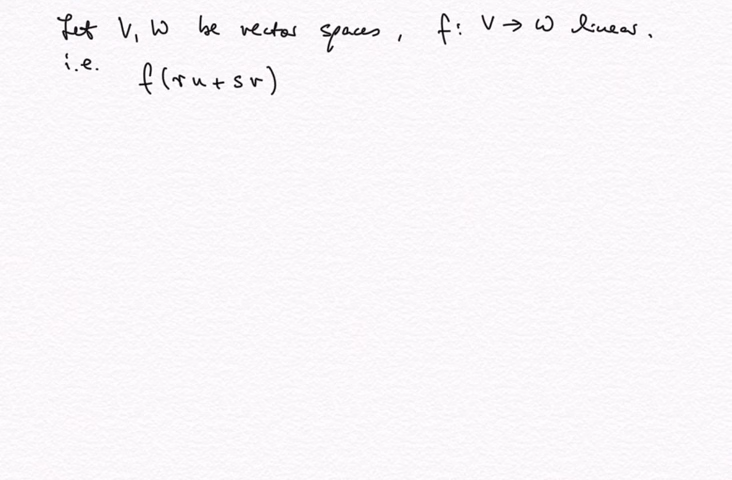 Let V, W be vector spaces, f: V → W linear.
i.e. f(ru + sv)